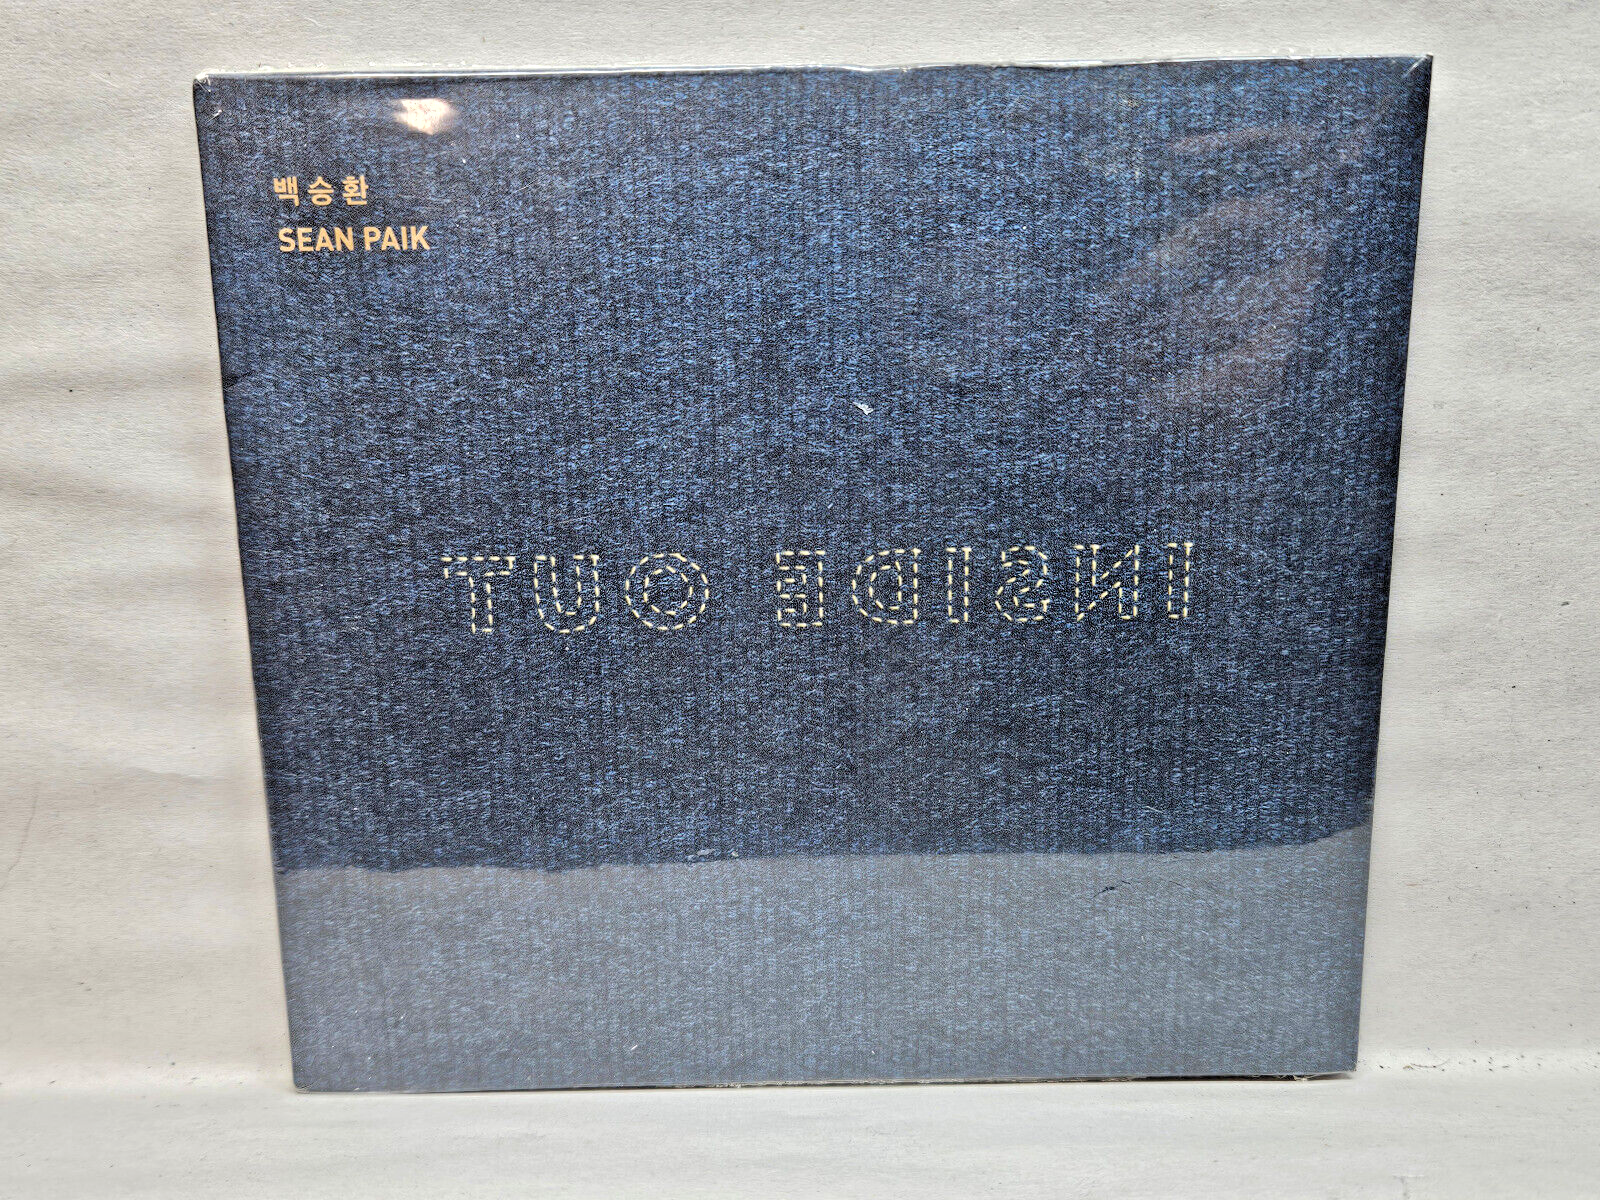 백승환
SEAN PAIK
INSIDE OUT